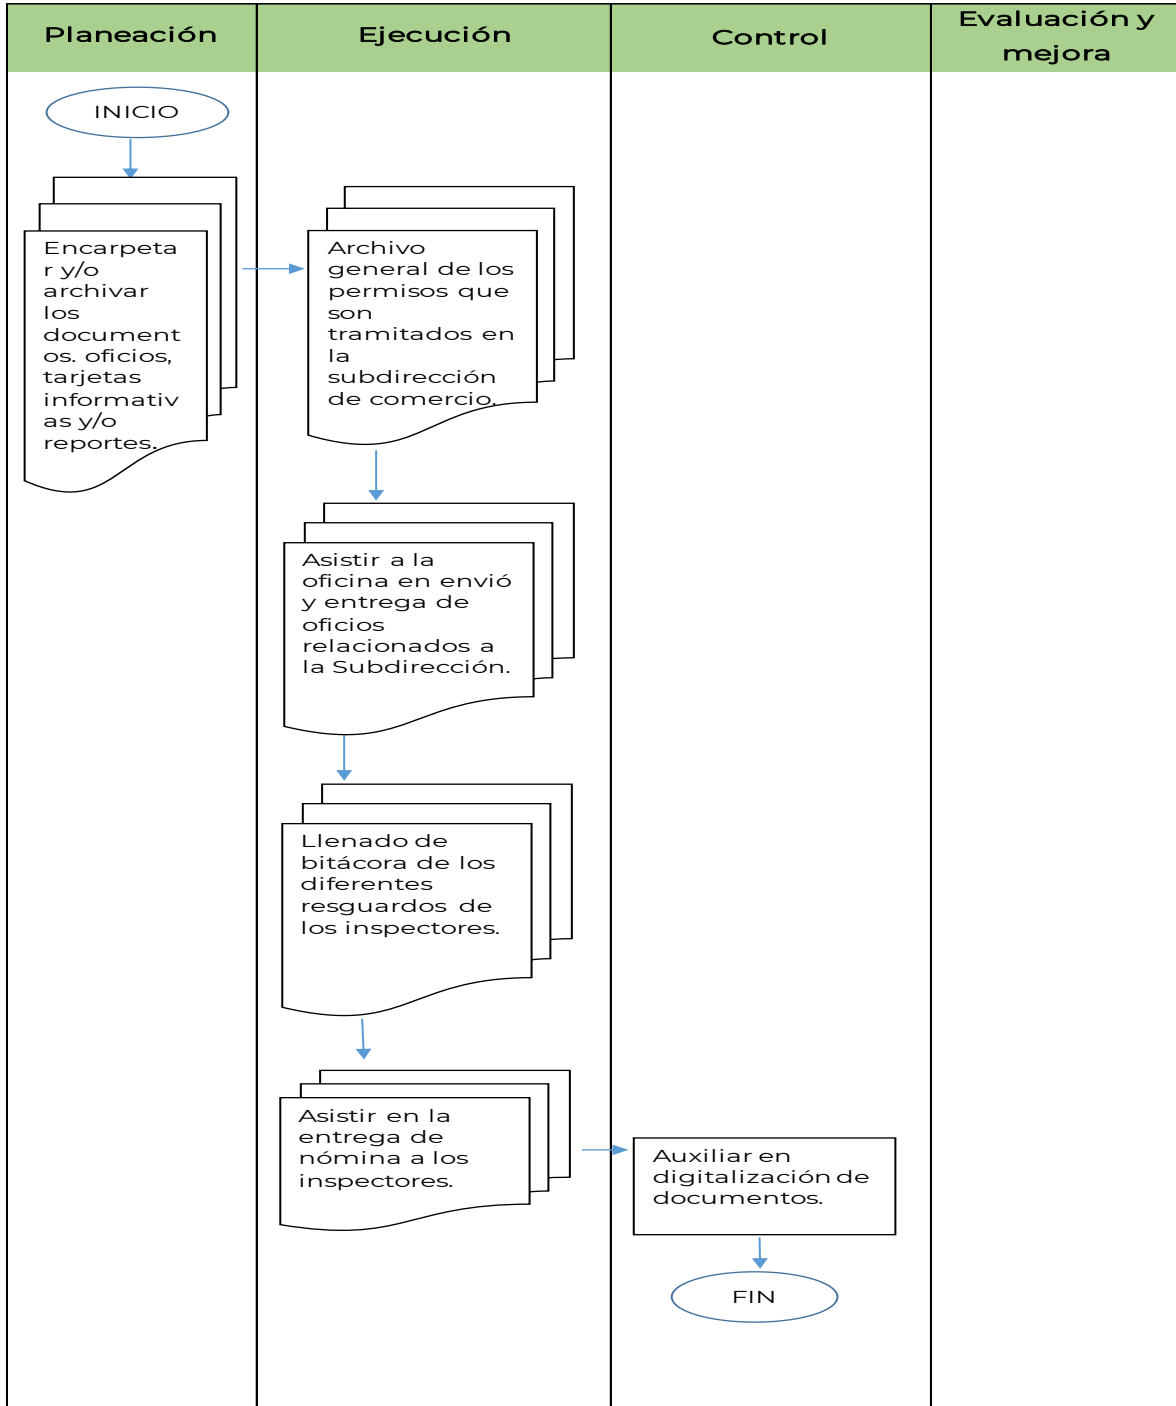 Planeación
Ejecución
Control
Evaluación y
mejora
INICIO
Encarpeta
r y/o
archivar
los
document
os. oficios,
tarjetas
informativ
as y/o
reportes.
Archivo
general de los
permisos que
son
tramitados en
la
subdirección
de comercio.
Asistir a la
oficina en envió
y entrega de
oficios
relacionados a
la Subdirección.
Llenado de
bitácora de los
diferentes
resguardos de
los inspectores.
Asistir en la
entrega de
nómina a los
inspectores.
Auxiliar en
digitalización de
documentos.
FIN